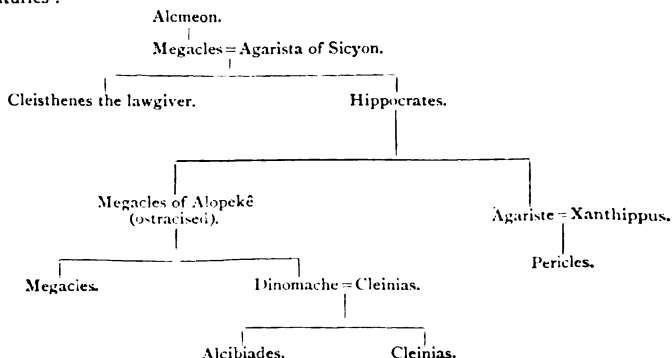 Alcmeon.
Megacles = Agarista of Sicyon.
Cleisthenes the lawgiver. Hippocrates.
Megacles of Alopekê
(ostracised). Agariste = Xanthippus.
Pericles.
Megacles. Dinomache = Cleinias.
Alcibiades. Cleinias.